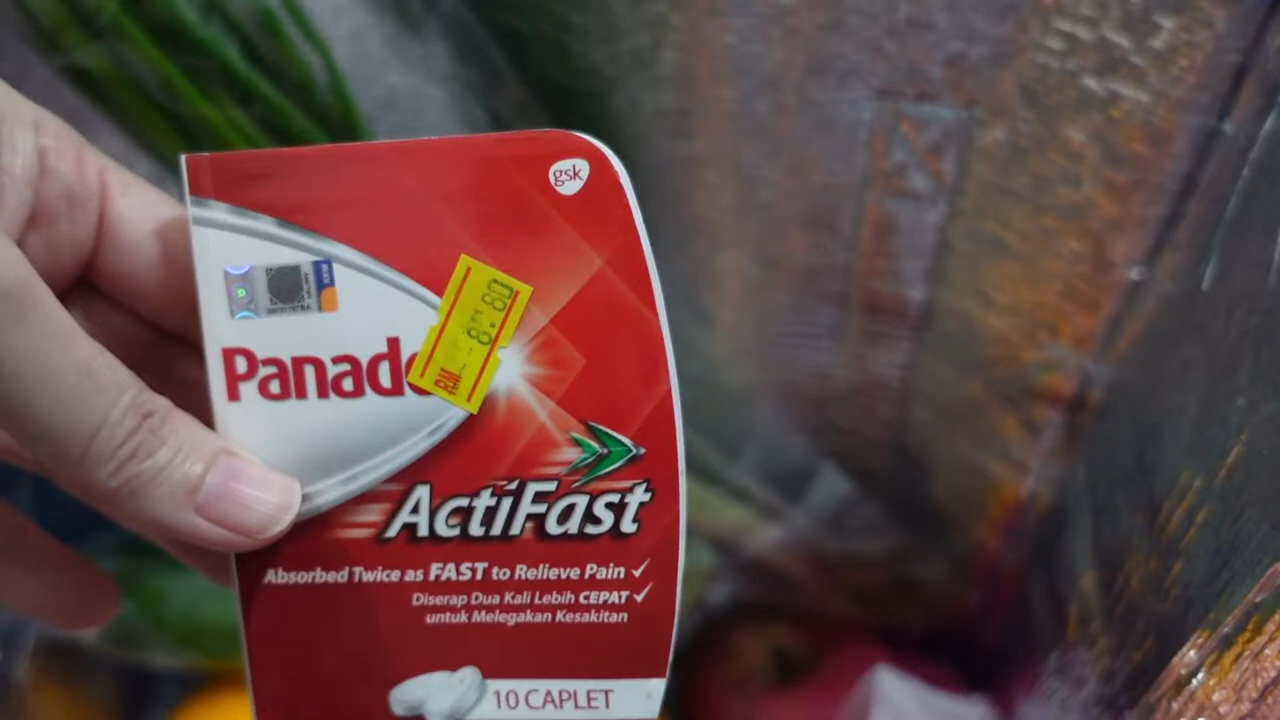 gsk
Panado
RM 8.80
ActiFast
Absorbed Twice as FAST to Relieve Pain
Diserap Dua Kali Lebih CEPAT
untuk Melegakan Kesakitan
10 CAPLET